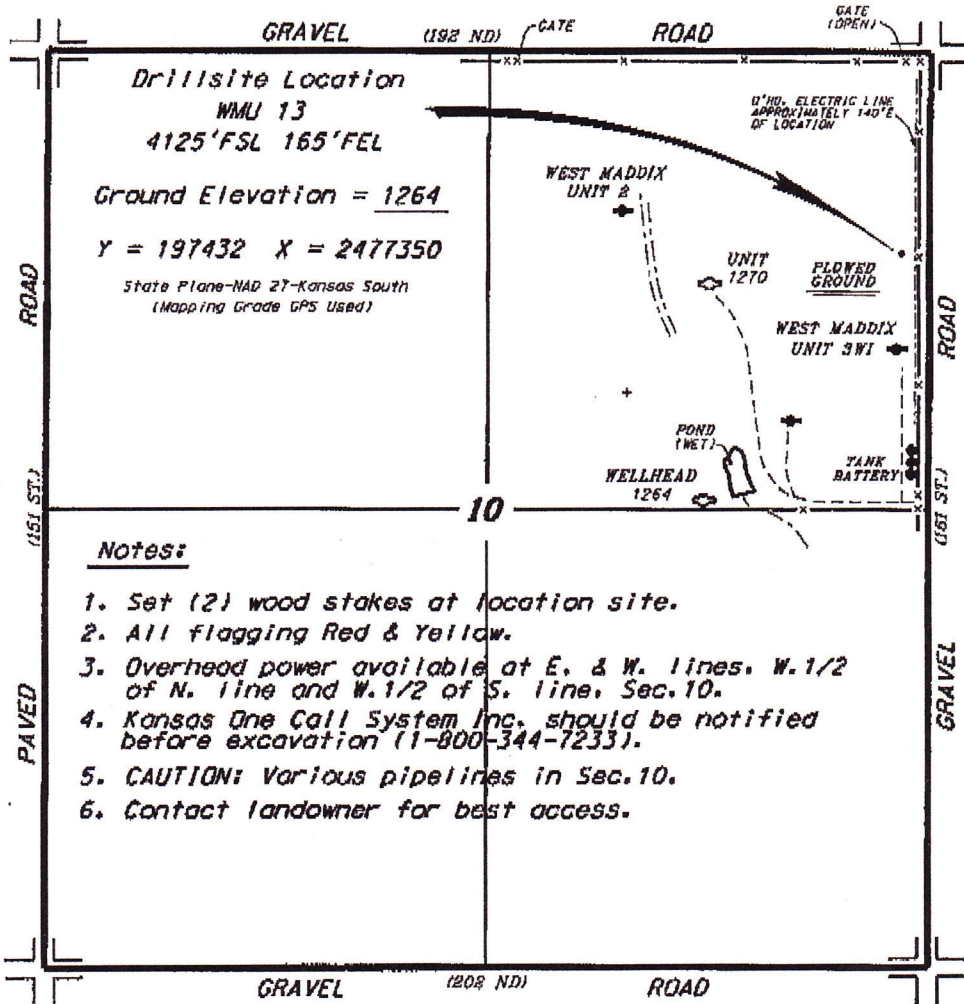 GRAVEL (192 ND) GATE ROAD GATE
(OPEN)
Drillsite Location
WMU 13
4125'FSL 165'FEL
O'HD. ELECTRIC LINE
APPROXIMATELY 140'E.
OF LOCATION
WEST MADDIX
UNIT 2
Ground Elevation = 1264
Y = 197432 X = 2477350
State Plane-NAD 27-Kansas South
(Mapping Grade GPS Used)
UNIT
1270
PLOWED
GROUND
WEST MADDIX
UNIT 3WI
ROAD
ROAD
POND
(WET)
TANK
BATTERY
WELLHEAD
1264
(151 ST.)
10
(161 ST.)
Notes:
1. Set (2) wood stakes at location site.
2. All flagging Red & Yellow.
3. Overhead power available at E. & W. lines. W.1/2
of N. line and W.1/2 of S. line, Sec.10.
4. Kansas One Call System Inc. should be notified
before excavation (1-800-344-7233).
5. CAUTION: Various pipelines in Sec.10.
6. Contact landowner for best access.
PAVED
GRAVEL
GRAVEL (202 ND) ROAD